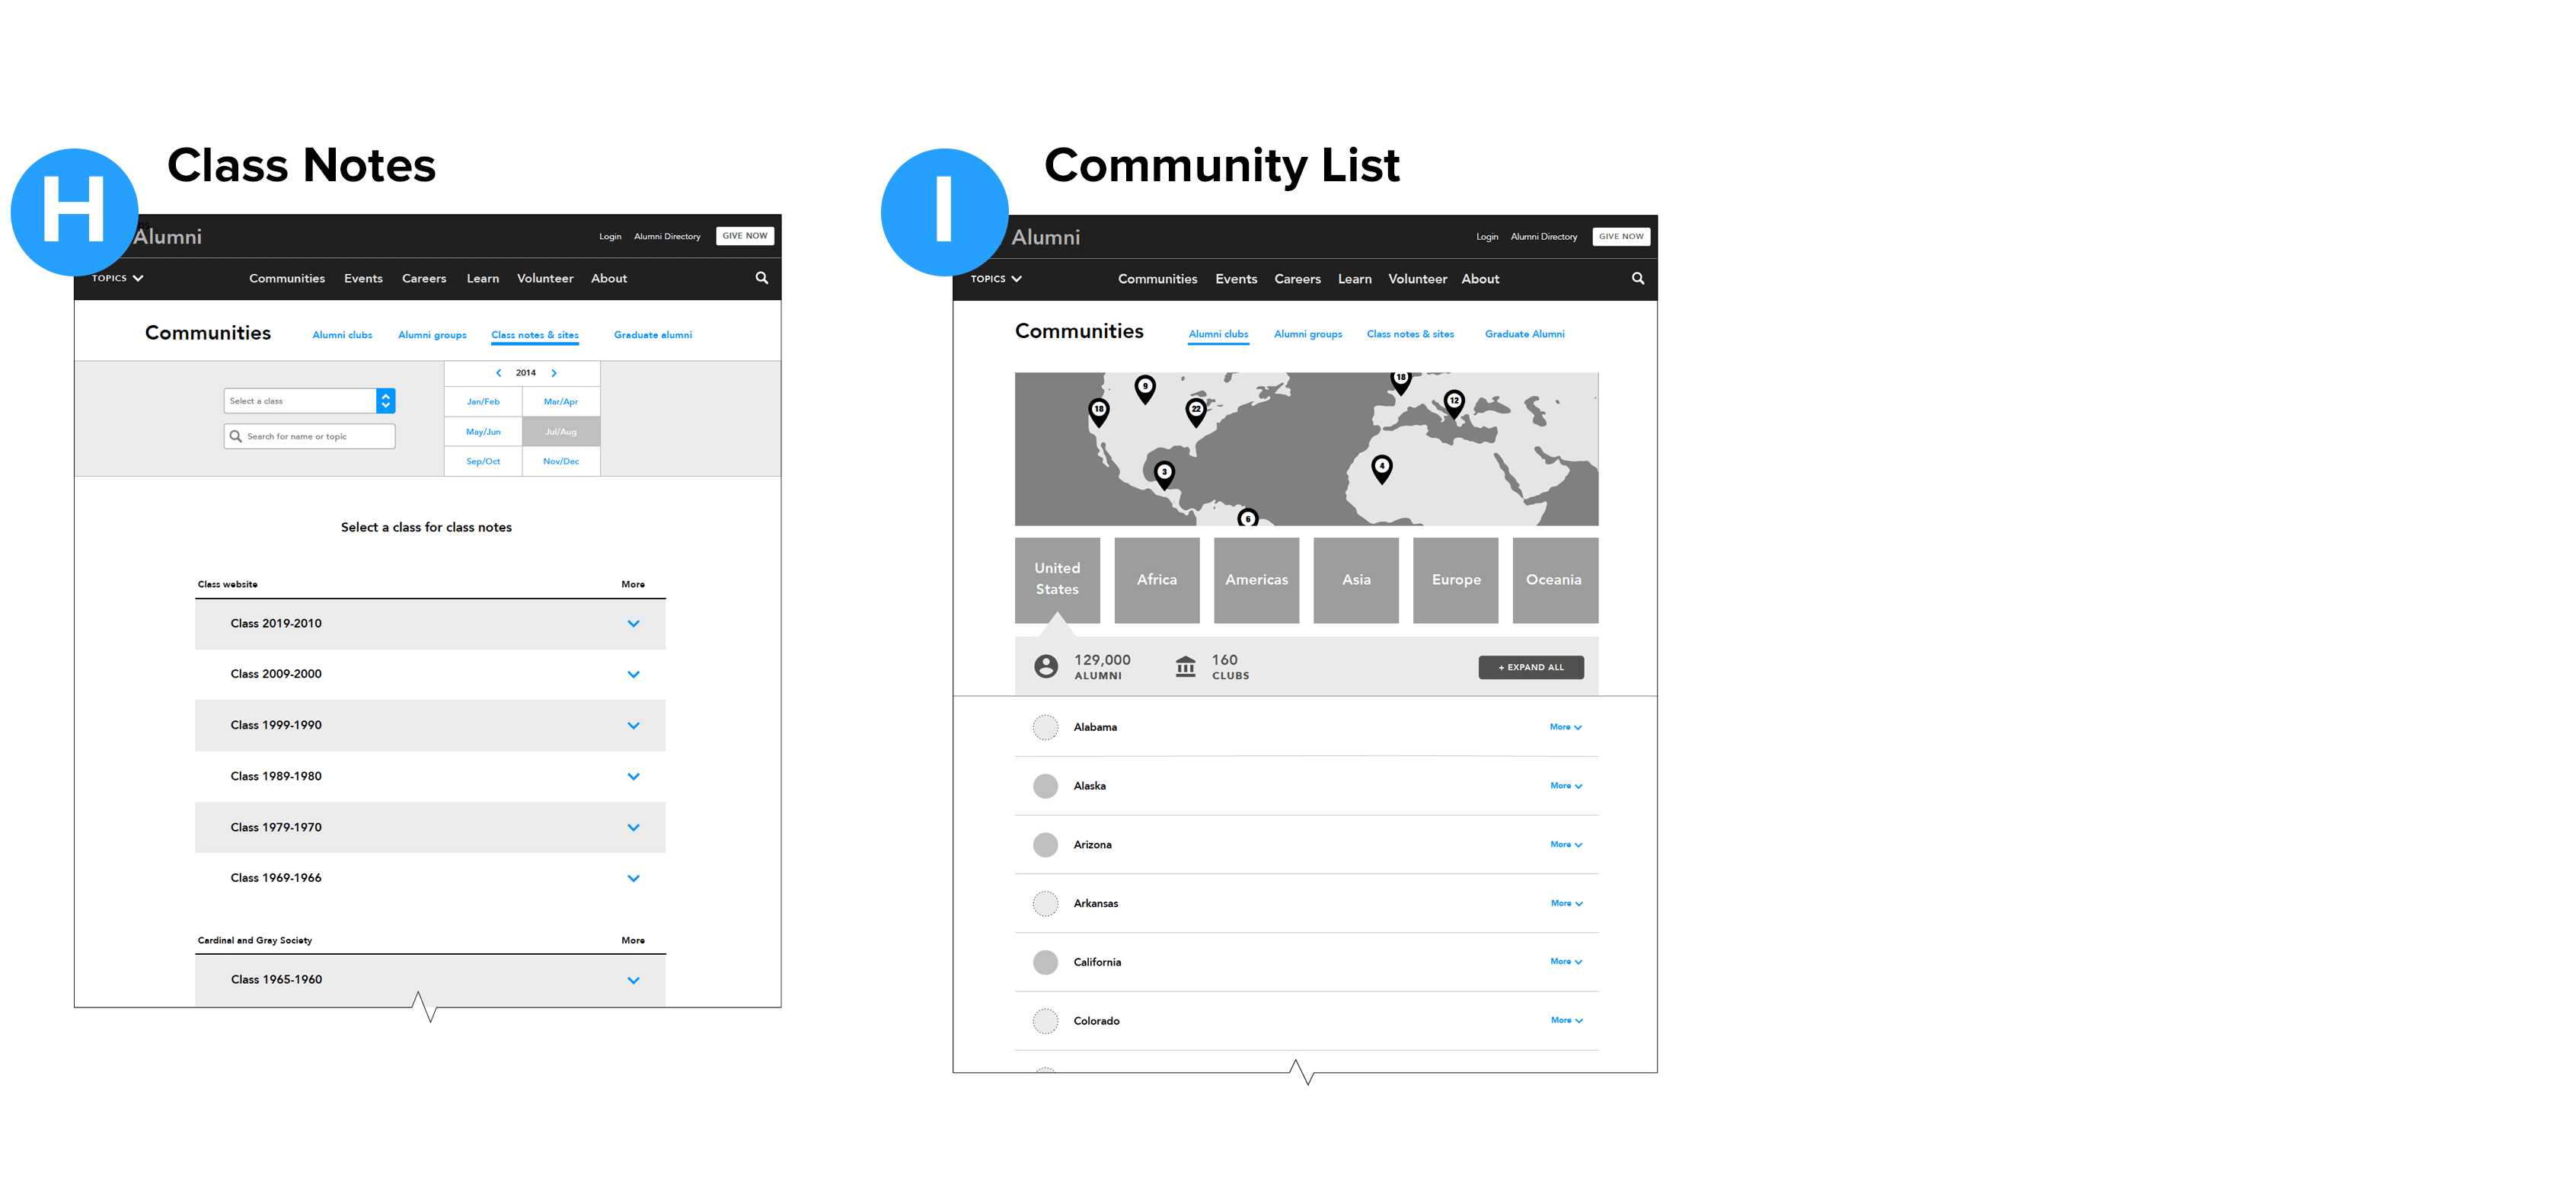 H
Class Notes
Alumni
Login Alumni Directory GIVE NOW
TOPICS Communities Events Careers Learn Volunteer About
Communities Alumni clubs Alumni groups Class notes & sites Graduate alumni
2014
Select a class
Jan/Feb Mar/Apr
Search for name or topic
May/Jun Jul/Aug
Sep/Oct Nov/Dec
Select a class for class notes
Class website More
Class 2019-2010
Class 2009-2000
Class 1999-1990
Class 1989-1980
Class 1979-1970
Class 1969-1966
Cardinal and Gray Society More
Class 1965-1960
I
Community List
Alumni
Login Alumni Directory GIVE NOW
TOPICS Communities Events Careers Learn Volunteer About
Communities Alumni clubs Alumni groups Class notes & sites Graduate Alumni
18
9
12
18
22
4
3
6
United
States
Africa Americas Asia Europe Oceania
129,000
ALUMNI
160
CLUBS
+ EXPAND ALL
Alabama More
Alaska More
Arizona More
Arkansas More
California More
Colorado More